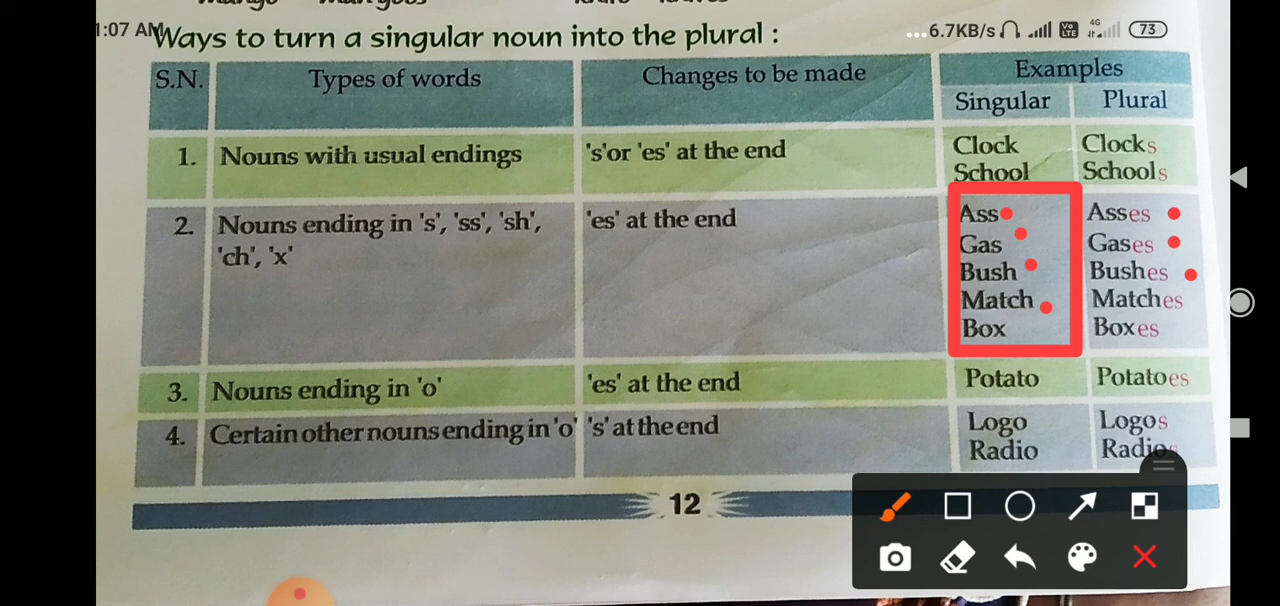 1:07 AM
...6.7KB/s Vo LTE 4G 73
Ways to turn a singular noun into the plural :
S.N. Types of words Changes to be made Examples
Singular Plural
1. Nouns with usual endings 's'or 'es' at the end Clock Clocks
School Schools
2. Nouns ending in 's', 'ss', 'sh', 'es' at the end Ass Asses
'ch', 'x' Gas Gases
Bush Bushes
Match Matches
Box Boxes
3. Nouns ending in 'o' 'es' at the end Potato Potatoes
4. Certain other nouns ending in 'o' 's' at the end Logo Logos
Radio Radios
12